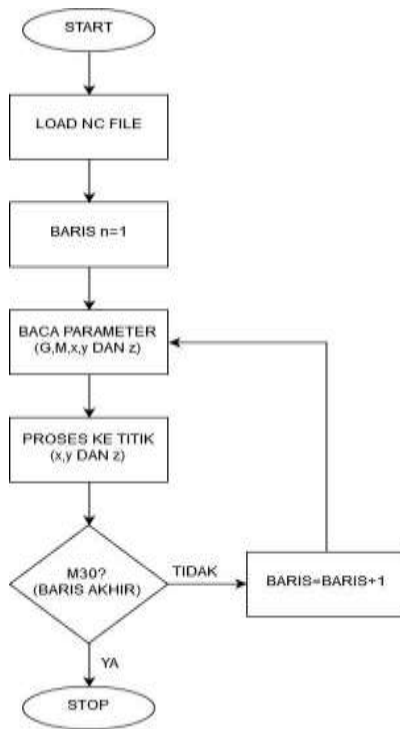 START
LOAD NC FILE
BARIS n=1
BACA PARAMETER
(G,M,x,y DAN z)
PROSES KE TITIK
(x,y DAN z)
M30?
(BARIS AKHIR)
TIDAK
BARIS=BARIS+1
YA
STOP